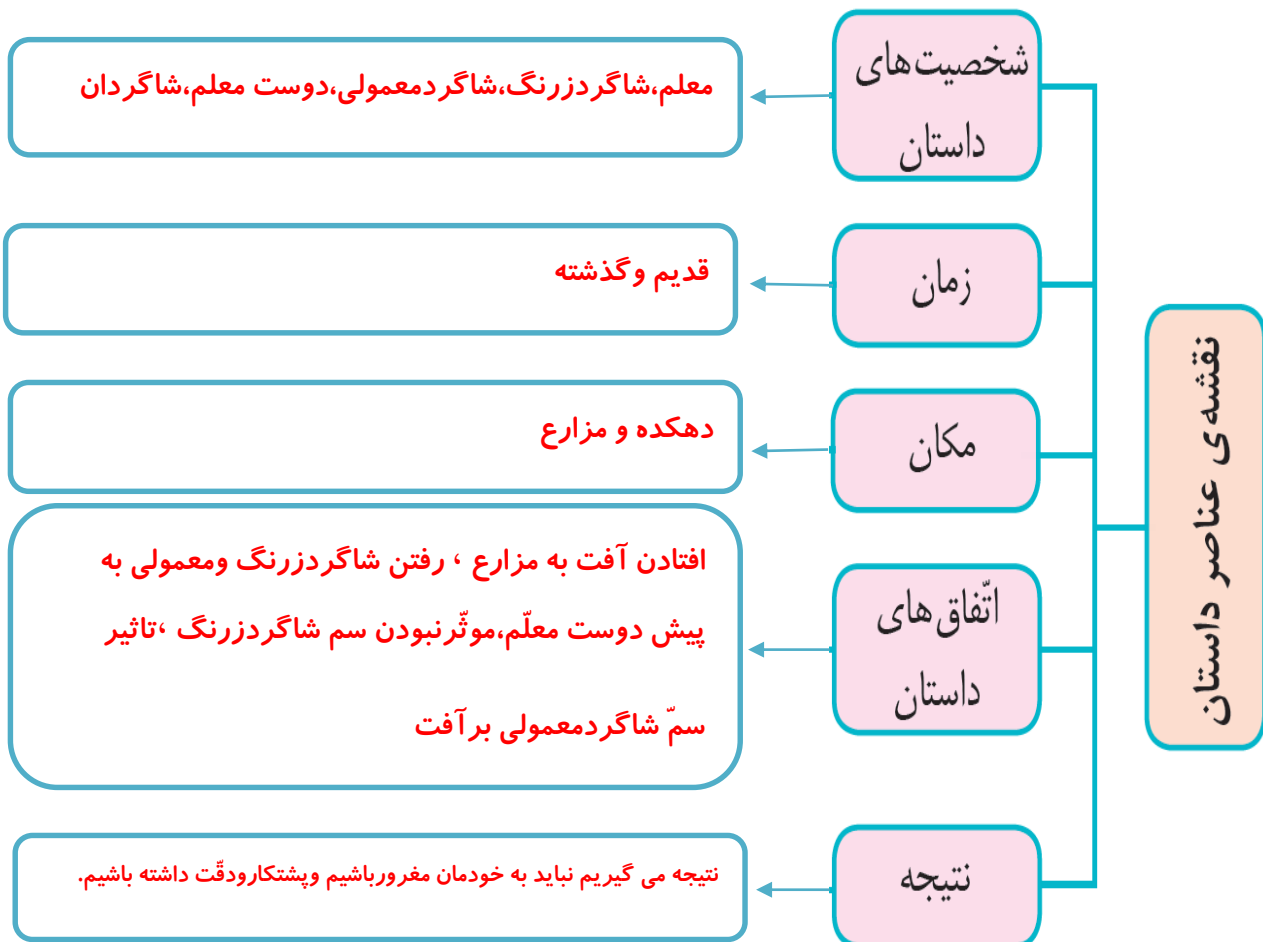 نقشه‌ی عناصر داستان
شخصیت‌های
داستان
معلم،شاگردزرنگ،شاگردمعمولی،دوست معلم،شاگردان
زمان
قدیم وگذشته
مکان
دهکده و مزارع
اتّفاق‌های
داستان
افتادن آفت به مزارع ، رفتن شاگردزرنگ ومعمولی به
پیش دوست معلّم،موثّرنبودن سم شاگردزرنگ ،تاثیر
سمّ شاگردمعمولی برآفت
نتیجه
نتیجه می گیریم نباید به خودمان مغرورباشیم وپشتکارودقّت داشته باشیم.